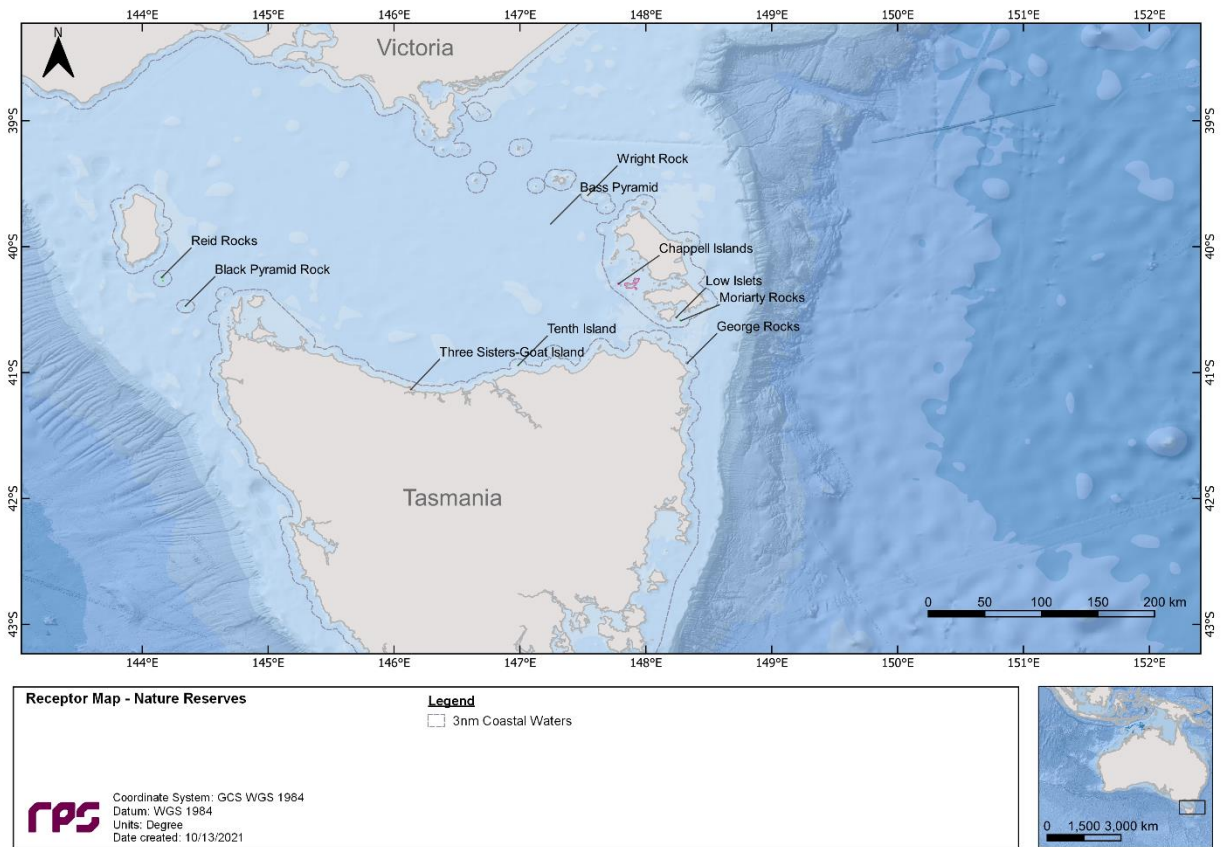 144°E 145°E 146°E 147°E 148°E 149°E 150°E 151°E 152°E
N
Victoria
39°S 39°S
Wright Rock
Bass Pyramid
40°S 40°S
Reid Rocks
Chappell Islands
Black Pyramid Rock
Low Islets
Moriarty Rocks
George Rocks
Tenth Island
Three Sisters-Goat Island
41°S 41°S
42°S 42°S
Tasmania
0 50 100 150 200 km
43°S 43°S
144°E 145°E 146°E 147°E 148°E 149°E 150°E 151°E 152°E
Receptor Map - Nature Reserves
Legend
3nm Coastal Waters
rps
Coordinate System: GCS WGS 1984
Datum: WGS 1984
Units: Degree
Date created: 10/13/2021
0 1,500 3,000 km